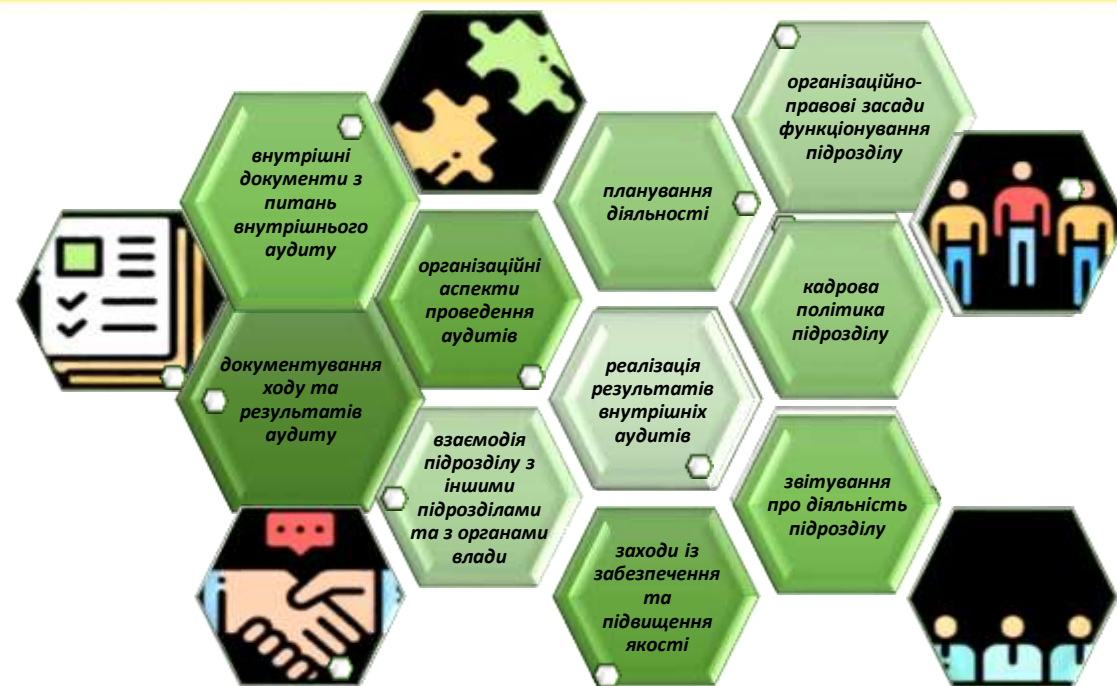 внутрішні
документи з
питань
внутрішнього
аудиту
організаційні
аспекти
проведення
аудитів
документування
ходу та
результатів
аудиту
взаємодія
підрозділу з
іншими
підрозділами
та з органами
влади
планування
діяльності
реалізація
результатів
внутрішніх
аудитів
заходи із
забезпечення
та
підвищення
якості
організаційно-
правові засади
функціонування
підрозділу
кадрова
політика
підрозділу
звітування
про діяльність
підрозділу